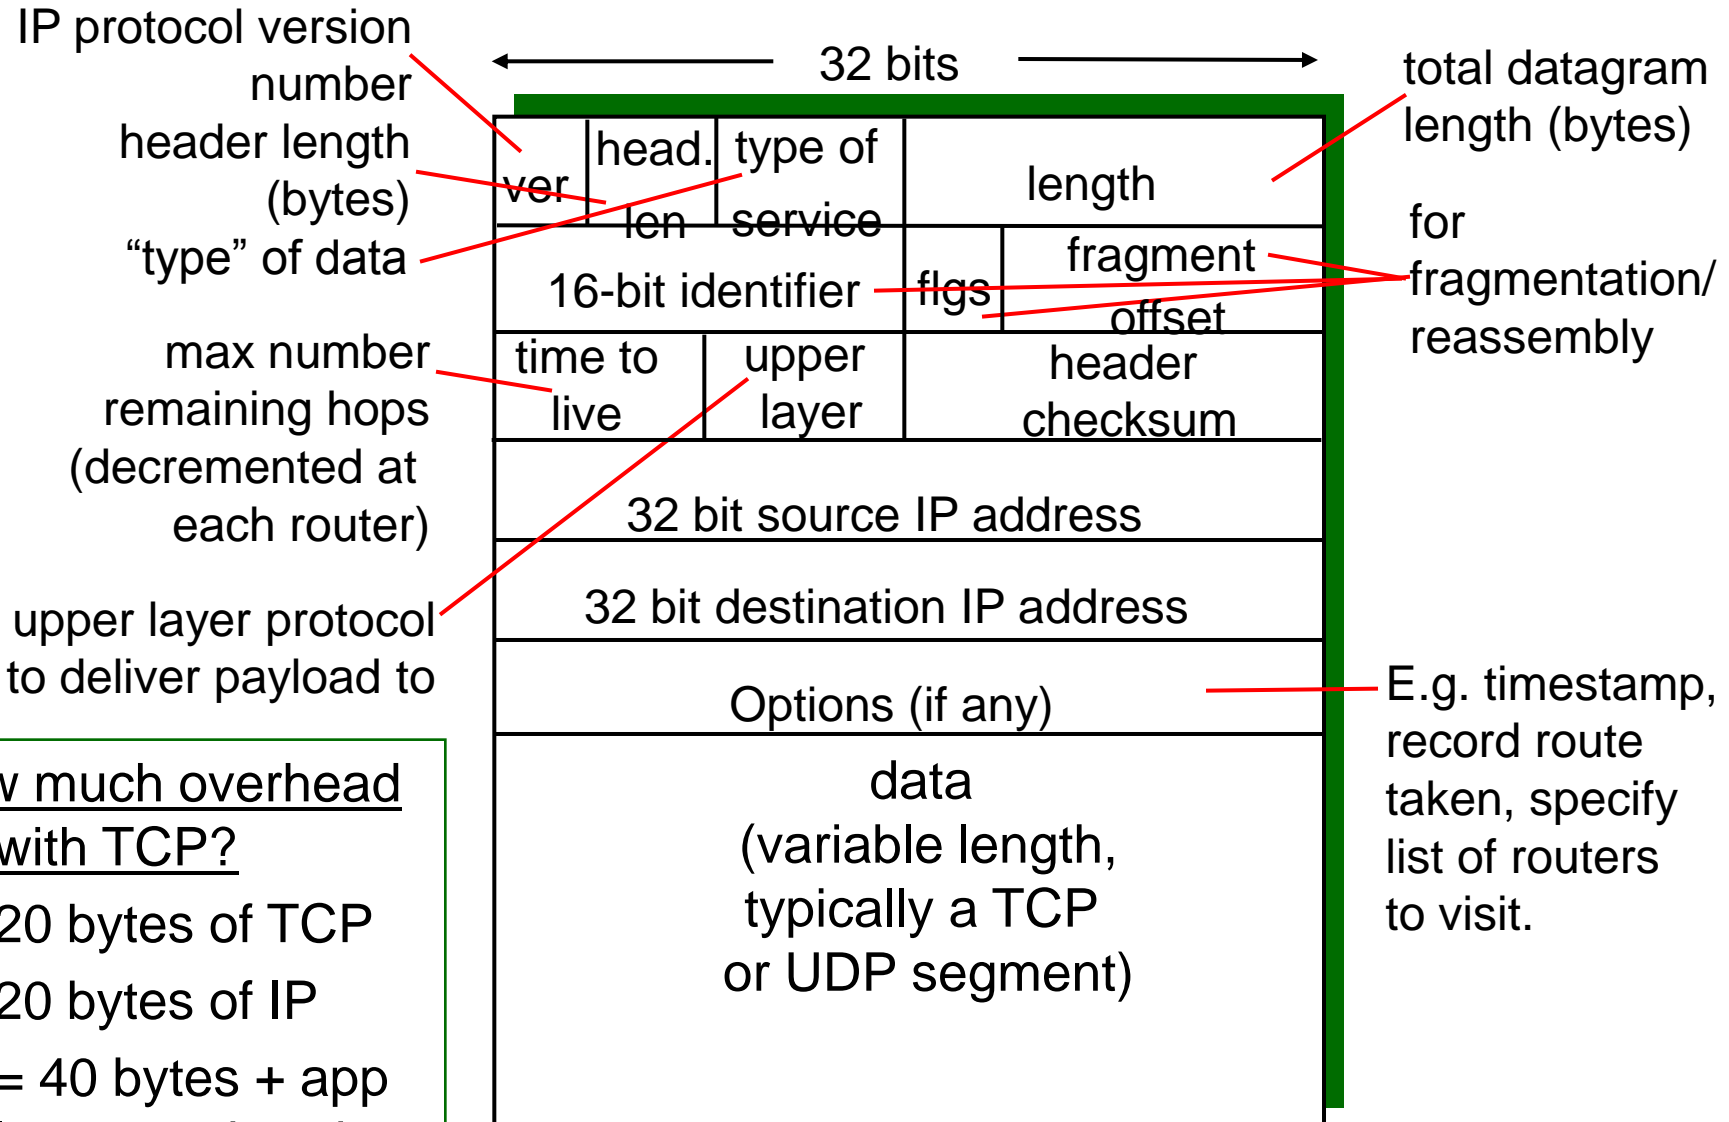 IP protocol version
number
header length
(bytes)
“type” of data
max number
remaining hops
(decremented at
each router)
upper layer protocol
to deliver payload to
much overhead
with TCP?
20 bytes of TCP
20 bytes of IP
= 40 bytes + app
32 bits
ver
head.
len
type of
service
length
16-bit identifier
flgs
fragment
offset
time to
live
upper
layer
header
checksum
32 bit source IP address
32 bit destination IP address
Options (if any)
data
(variable length,
typically a TCP
or UDP segment)
total datagram
length (bytes)
for
fragmentation/
reassembly
E.g. timestamp,
record route
taken, specify
list of routers
to visit.